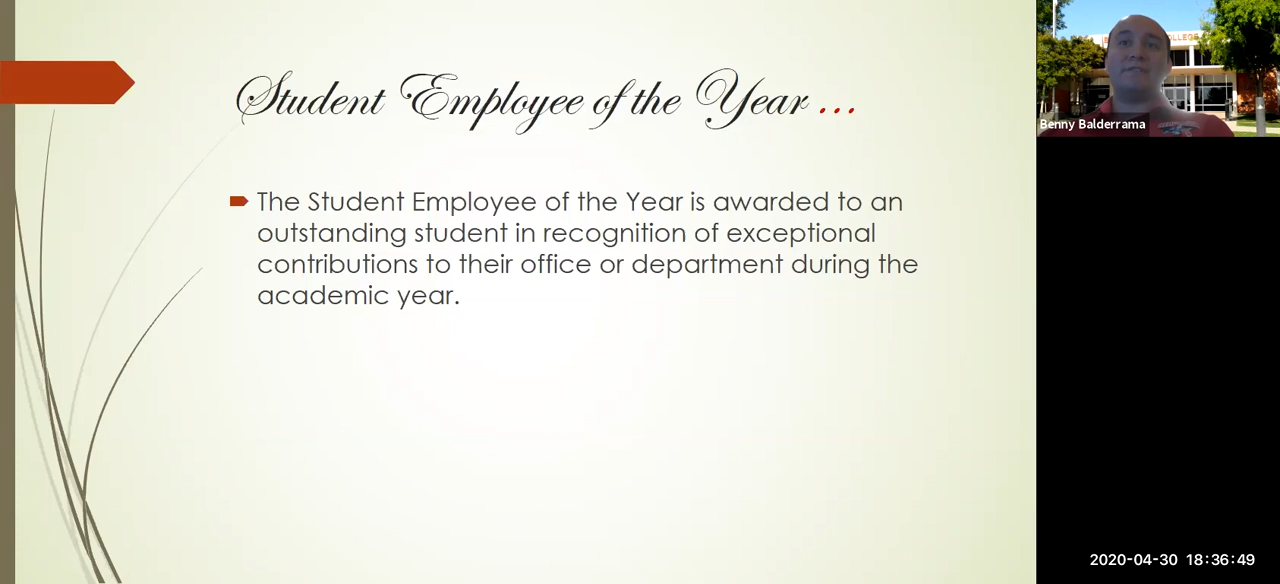 Student Employee of the Year ...
The Student Employee of the Year is awarded to an
outstanding student in recognition of exceptional
contributions to their office or department during the
academic year.
Benny Balderrama
2020-04-30 18:36:49